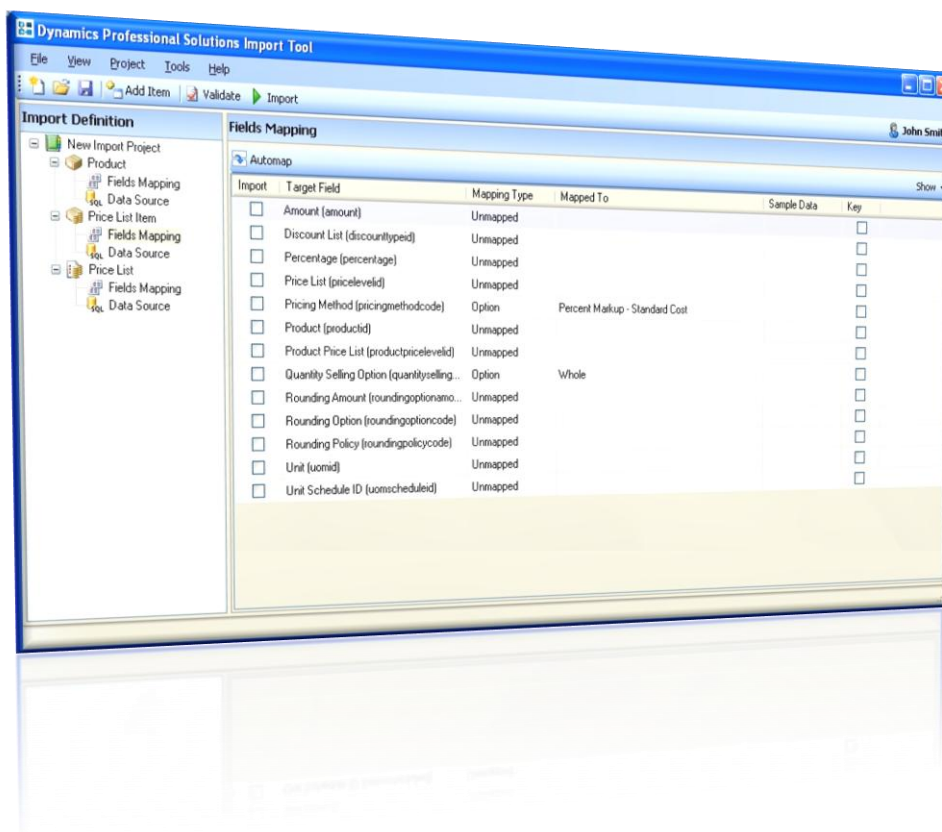 Dynamics Professional Solutions Import Tool
File View Project Tools Help
Add Item Validate Import
Import Definition
New Import Project
Product
Fields Mapping
SQL Data Source
Price List Item
Fields Mapping
SQL Data Source
Price List
Fields Mapping
SQL Data Source
Fields Mapping
John Smi
Automap
Show
Import Target Field Mapping Type Mapped To Sample Data Key
Amount (amount) Unmapped
Discount List (discounttypeid) Unmapped
Percentage (percentage) Unmapped
Price List (pricelevelid) Unmapped
Pricing Method (pricingmethodcode) Option Percent Markup - Standard Cost
Product (productid) Unmapped
Product Price List (productpricelevelid) Unmapped
Quantity Selling Option (quantityselling... Option Whole
Rounding Amount (roundingoptionamo... Unmapped
Rounding Option (roundingoptioncode) Unmapped
Rounding Policy (roundingpolicycode) Unmapped
Unit (uomid) Unmapped
Unit Schedule ID (uomscheduleid) Unmapped